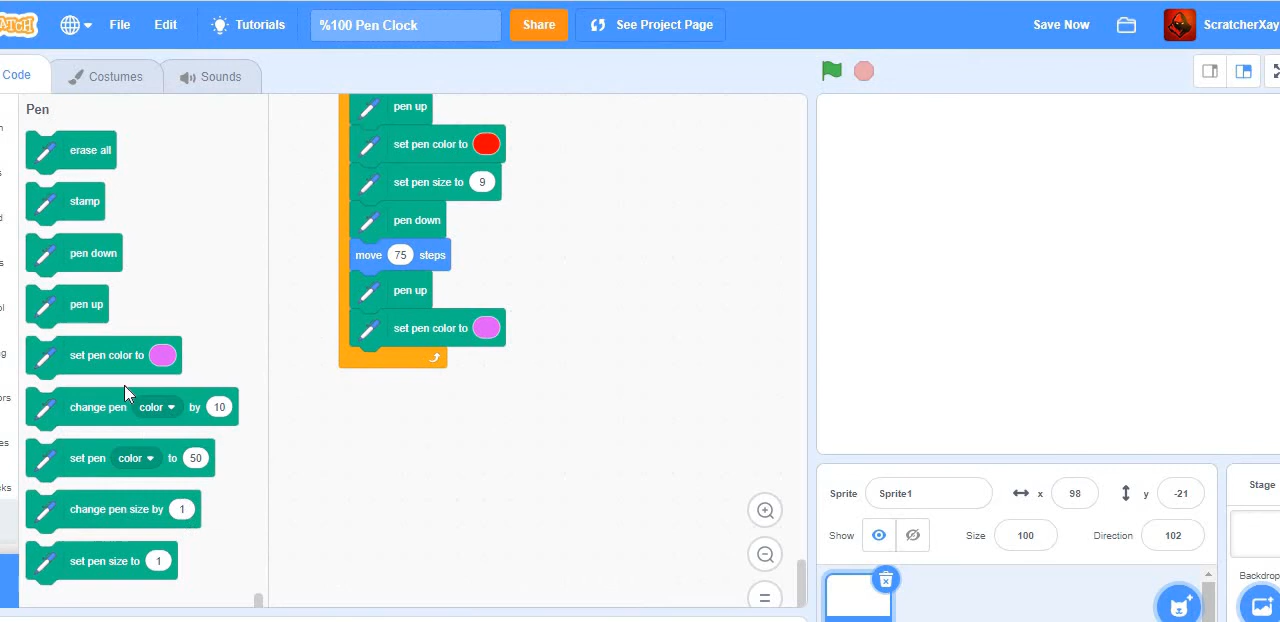 File Edit Tutorials %100 Pen Clock Share See Project Page Save Now ScratcherXay
Code Costumes Sounds
Pen
erase all
stamp
pen down
pen up
set pen color to
change pen color by 10
set pen color to 50
change pen size by 1
set pen size to 1
pen up
set pen color to
set pen size to 9
pen down
move 75 steps
pen up
set pen color to
Sprite Sprite1 x 98 y -21
Show Size 100 Direction 102
Stage
Backdrop